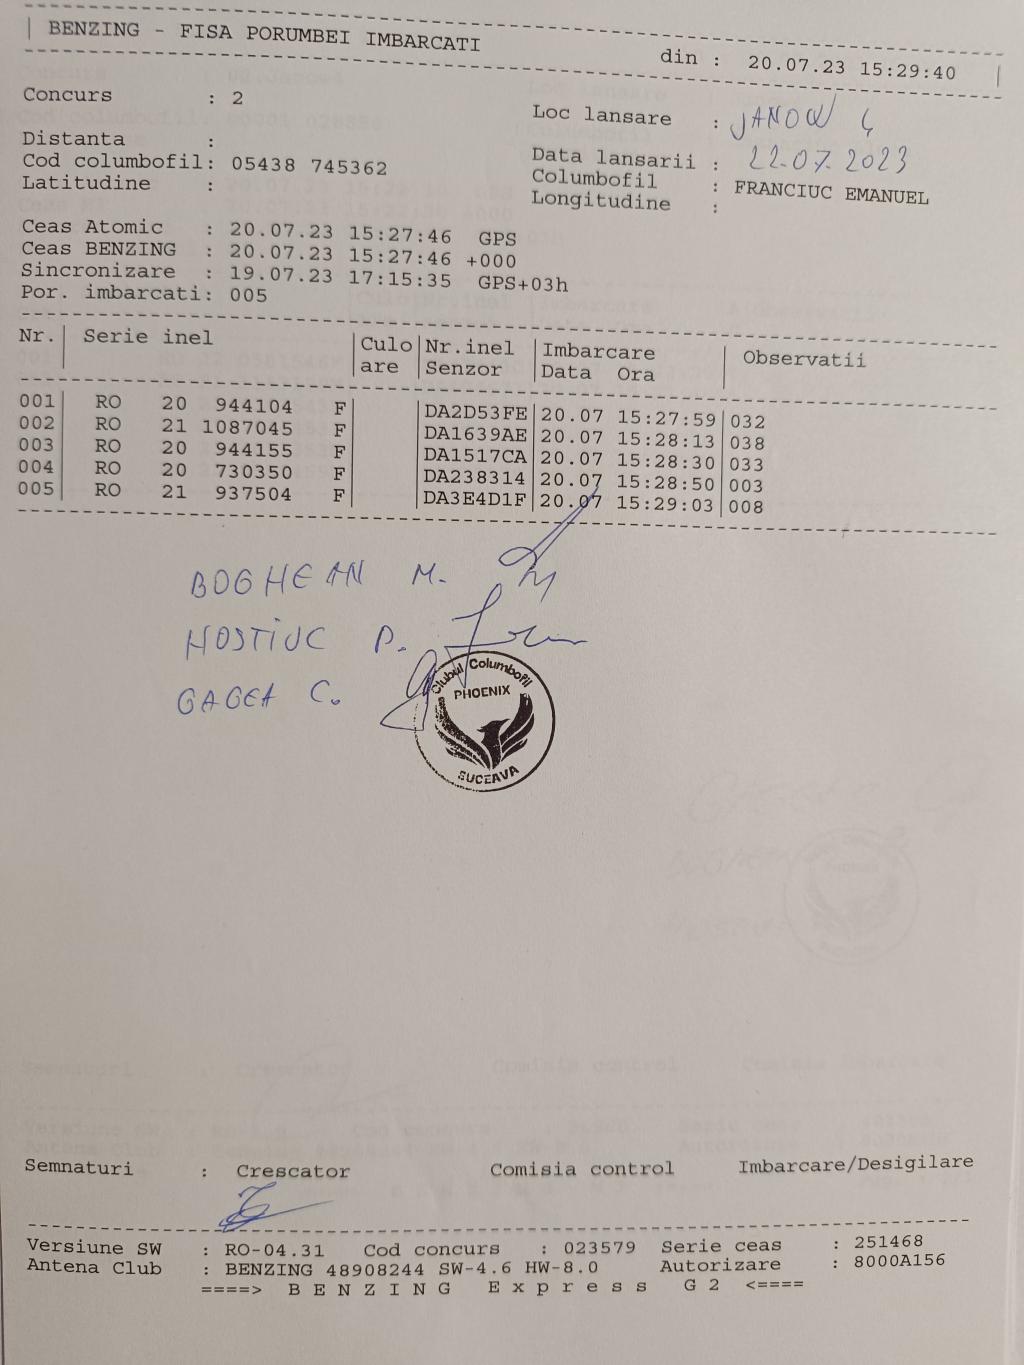 BENZING - FISA PORUMBEI IMBARCATI din : 20.07.23 15:29:40
Concurs : 2 Loc lansare : JANOW
Distanta :
Cod columbofil: 05438 745362 Data lansarii : 22.07.2023
Latitudine : Columbofil : FRANCIUC EMANUEL
Longitudine :
Ceas Atomic : 20.07.23 15:27:46 GPS
Ceas BENZING : 20.07.23 15:27:46 +000
Sincronizare : 19.07.23 17:15:35 GPS+03h
Por. imbarcati: 005
Nr. Serie inel Culo Nr.inel Imbarcare Observatii
are Senzor Data Ora
001 RO 20 944104 F DA2D53FE 20.07 15:27:59 032
002 RO 21 1087045 F DA1639AE 20.07 15:28:13 038
003 RO 20 944155 F DA1517CA 20.07 15:28:30 033
004 RO 20 730350 F DA238314 20.07 15:28:50 003
005 RO 21 937504 F DA3E4D1F 20.07 15:29:03 008
BOGHEAN M.
HOSTIUC D.
GAGEA C.
Clubul Columbofil
PHOENIX
SUCEAVA
Semnaturi : Crescator Comisia control Imbarcare/Desigilare
Versiune SW : RO-04.31 Cod concurs : 023579 Serie ceas : 251468
Antena Club : BENZING 48908244 SW-4.6 HW-8.0 Autorizare : 8000A156
====> B E N Z I N G E x p r e s s G 2 <====